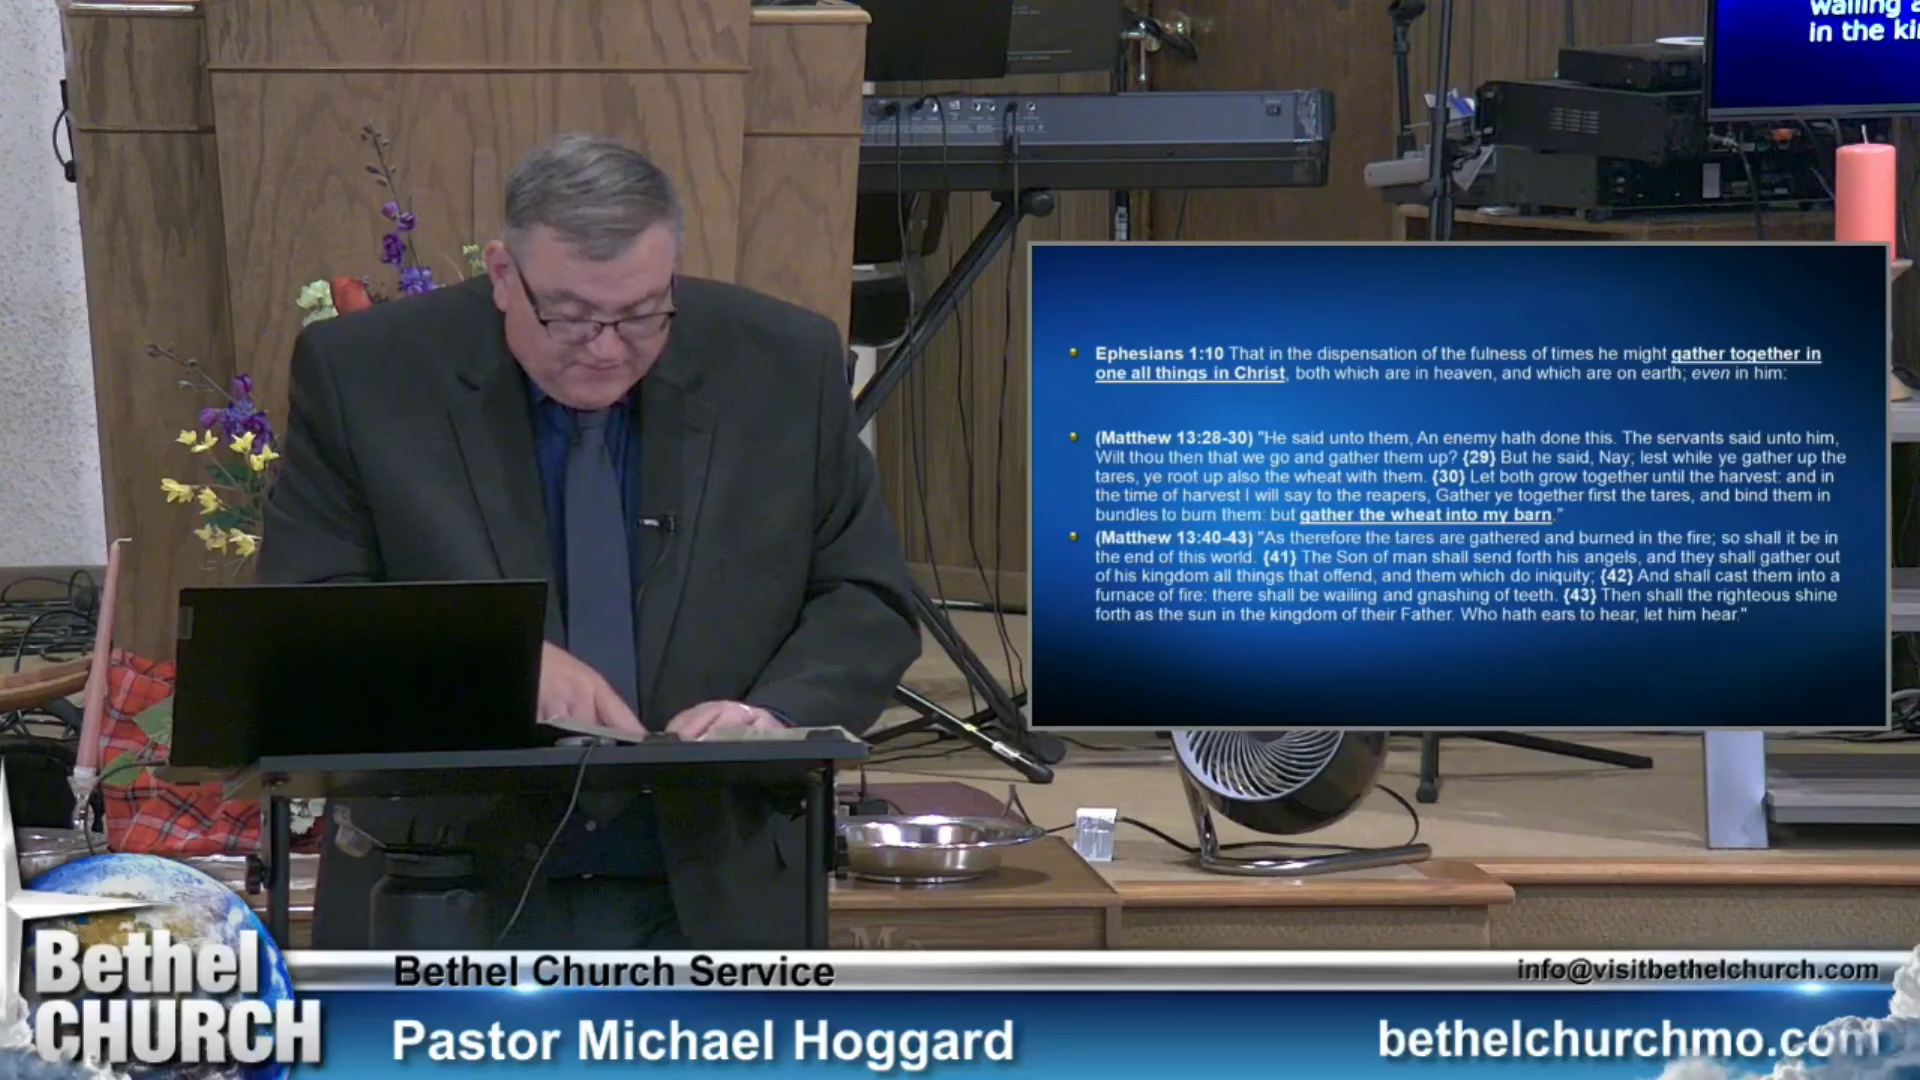 wailing
in the
Ephesians 1:10 That in the dispensation of the fulness of times he might gather together in
one all things in Christ, both which are in heaven, and which are on earth; even in him:
(Matthew 13:28-30) "He said unto them, An enemy hath done this. The servants said unto him,
Wilt thou then that we go and gather them up? {29} But he said, Nay; lest while ye gather up the
tares, ye root up also the wheat with them. {30} Let both grow together until the harvest: and in
the time of harvest I will say to the reapers, Gather ye together first the tares, and bind them in
bundles to burn them: but gather the wheat into my barn."
(Matthew 13:40-43) "As therefore the tares are gathered and burned in the fire; so shall it be in
the end of this world. {41} The Son of man shall send forth his angels, and they shall gather out
of his kingdom all things that offend, and them which do iniquity; {42} And shall cast them into a
furnace of fire: there shall be wailing and gnashing of teeth. {43} Then shall the righteous shine
forth as the sun in the kingdom of their Father. Who hath ears to hear, let him hear."
Bethel
CHURCH
Bethel Church Service
info@visitbethelchurch.com
Pastor Michael Hoggard
bethelchurchmo.com